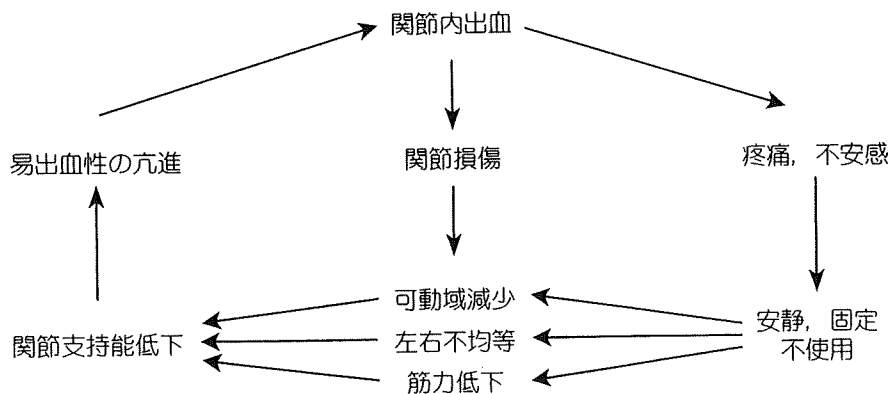 関節内出血
易出血性の亢進
関節損傷
疼痛，不安感
可動域減少
関節支持能低下
左右不均等
安静，固定
不使用
筋力低下